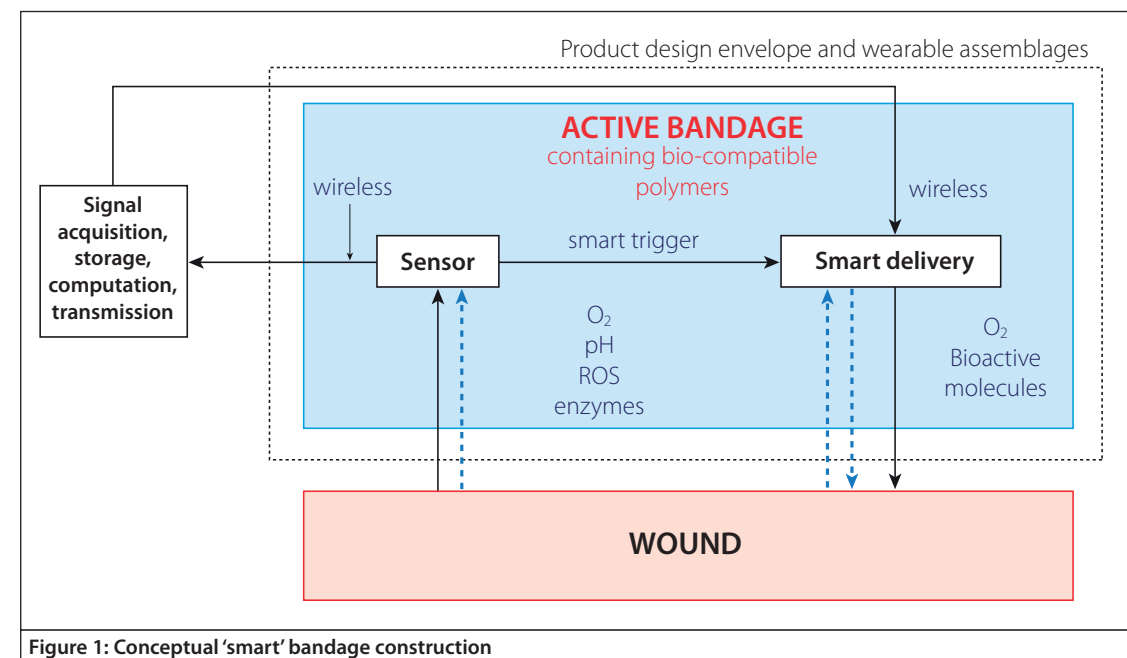 Product design envelope and wearable assemblages
ACTIVE BANDAGE
containing bio-compatible
polymers
wireless
wireless
Signal
acquisition,
storage,
computation,
transmission
Sensor
smart trigger
Smart delivery
O₂
pH
ROS
enzymes
O₂
Bioactive
molecules
WOUND
Figure 1: Conceptual ‘smart’ bandage construction